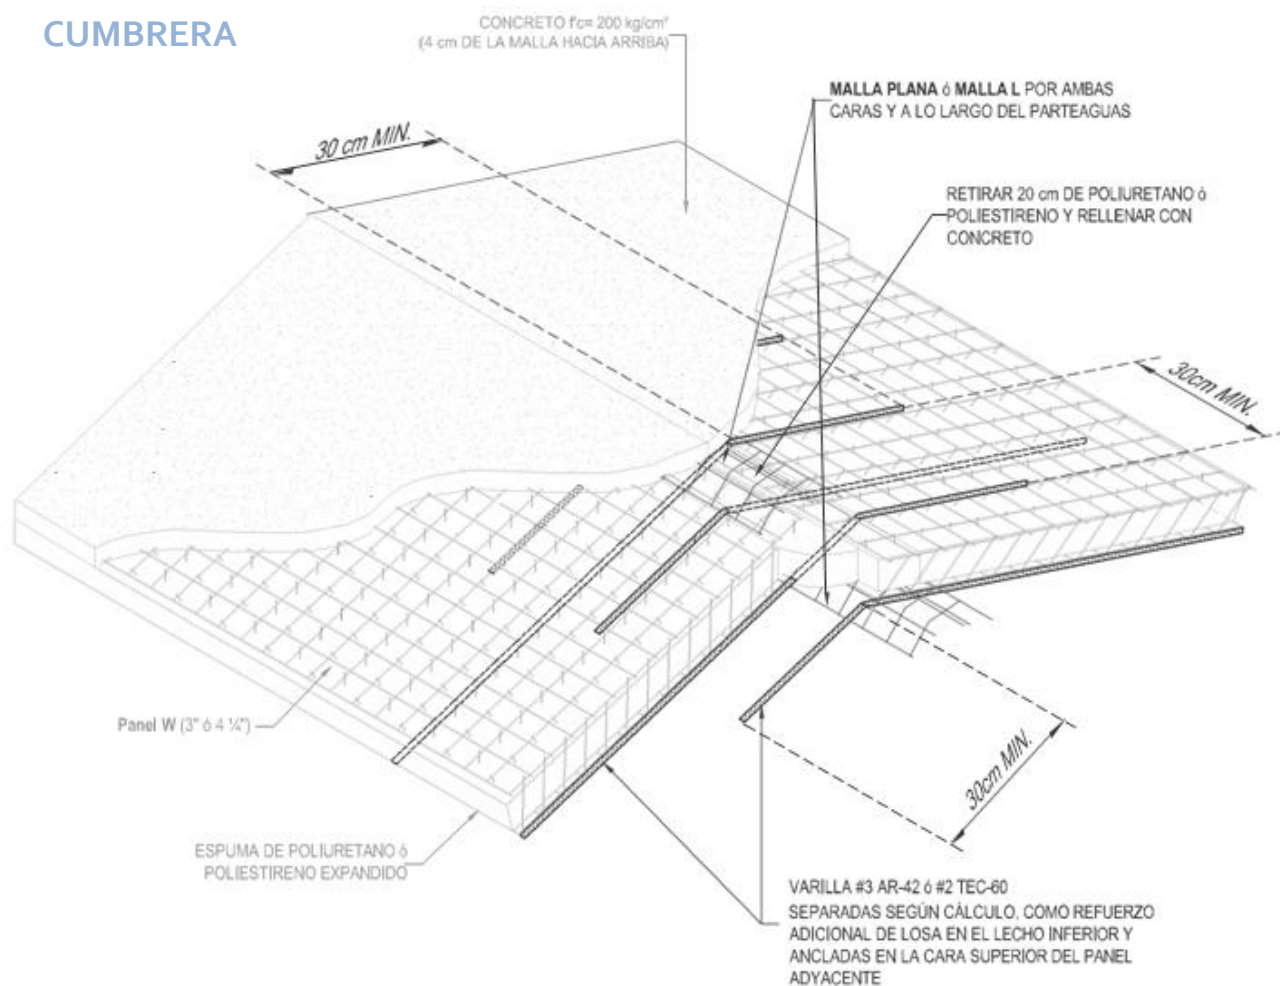 CUMBRERA
CONCRETO f'c= 200 kg/cm²
(4 cm DE LA MALLA HACIA ARRIBA)
MALLA PLANA ó MALLA L POR AMBAS
CARAS Y A LO LARGO DEL PARTEAGUAS
30 cm MIN.
RETIRAR 20 cm DE POLIURETANO ó
POLIESTIRENO Y RELLENAR CON
CONCRETO
30cm MIN.
Panel W (3" ó 4 ¼")
30cm MIN.
ESPUMA DE POLIURETANO ó
POLIESTIRENO EXPANDIDO
VARILLA #3 AR-42 ó #2 TEC-60
SEPARADAS SEGÚN CÁLCULO, COMO REFUERZO
ADICIONAL DE LOSA EN EL LECHO INFERIOR Y
ANCLADAS EN LA CARA SUPERIOR DEL PANEL
ADYACENTE